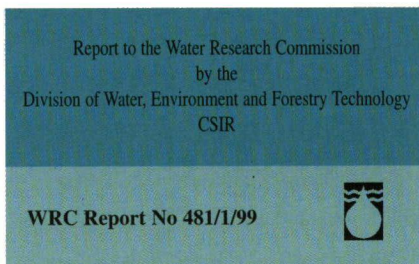 Report to the Water Research Commission
by the
Division of Water, Environment and Forestry Technology
CSIR
WRC Report No 481/1/99